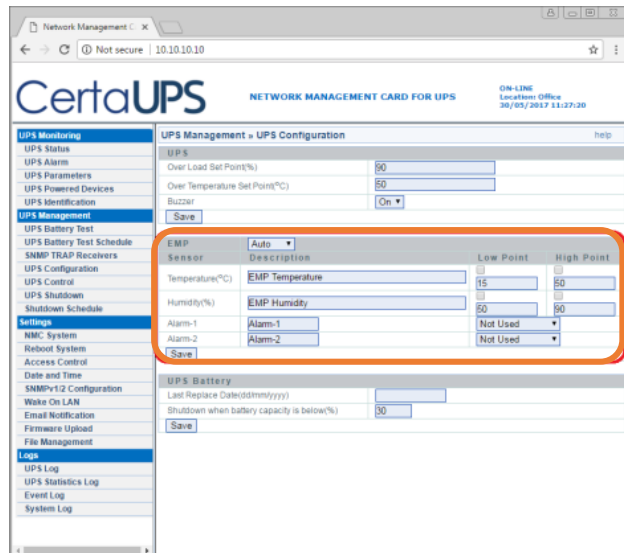 Network Management C
Not secure | 10.10.10.10
CertaUPS
NETWORK MANAGEMENT CARD FOR UPS
ON-LINE
Location: Office
30/05/2017 11:27:20
UPS Monitoring
UPS Status
UPS Alarm
UPS Parameters
UPS Powered Devices
UPS Identification
UPS Management
UPS Battery Test
UPS Battery Test Schedule
SNMP TRAP Receivers
UPS Configuration
UPS Control
UPS Shutdown
Shutdown Schedule
Settings
NMC System
Reboot System
Access Control
Date and Time
SNMPv1/2 Configuration
Wake On LAN
Email Notification
Firmware Upload
File Management
Logs
UPS Log
UPS Statistics Log
Event Log
System Log
UPS Management » UPS Configuration help
UPS
Over Load Set Point(%) 90
Over Temperature Set Point(ºC) 50
Buzzer On
Save
EMP Auto
Sensor Description Low Point High Point
Temperature(ºC) EMP Temperature 15 50
Humidity(%) EMP Humidity 50 90
Alarm-1 Alarm-1 Not Used
Alarm-2 Alarm-2 Not Used
Save
UPS Battery
Last Replace Date(dd/mm/yyyy)
Shutdown when battery capacity is below(%) 30
Save